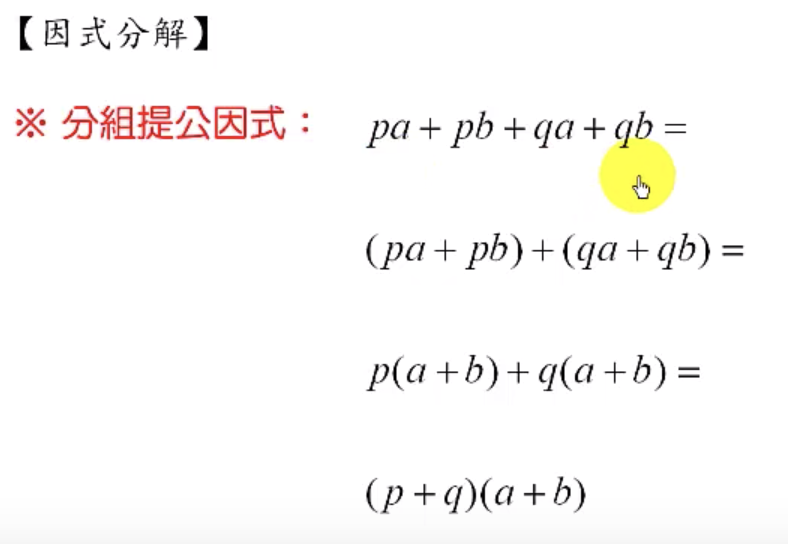 【因式分解】
※ 分組提公因式： pa + pb + qa + qb =
(pa + pb) + (qa + qb) =
p(a + b) + q(a + b) =
(p + q)(a + b)